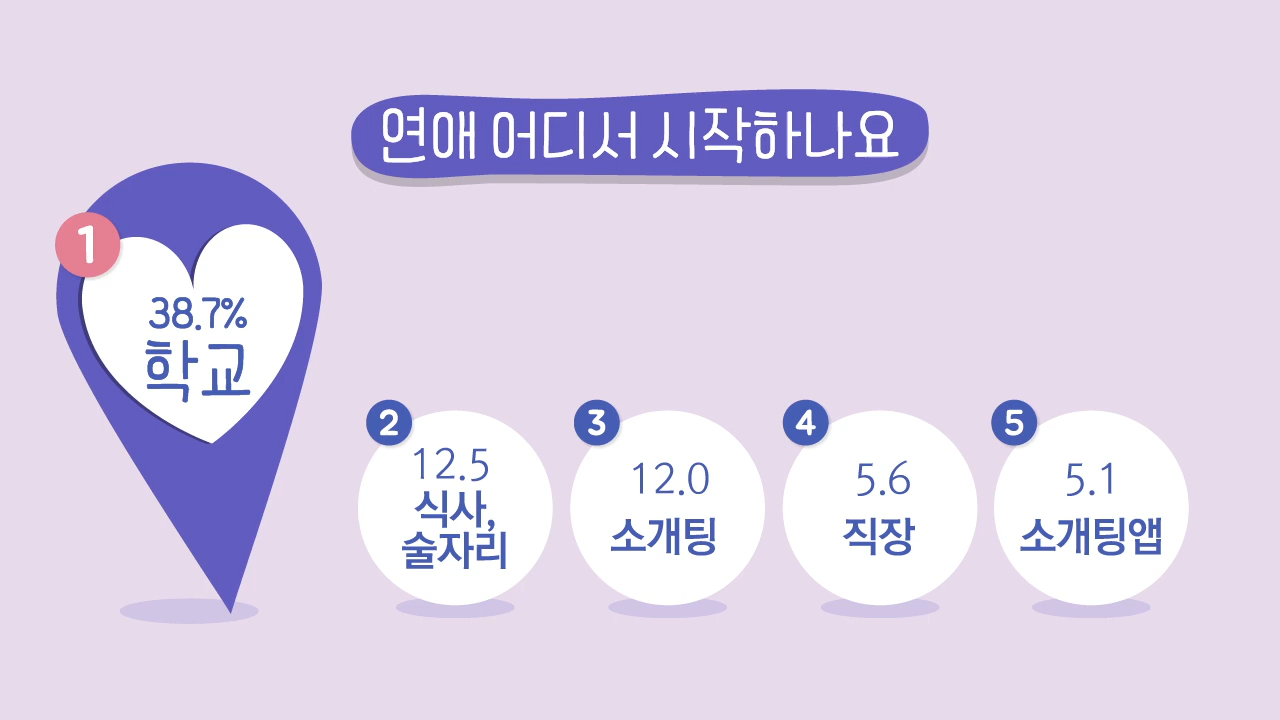 연애 어디서 시작하나요
1
38.7%
학교
2
12.5
식사,
술자리
3
12.0
소개팅
4
5.6
직장
5
5.1
소개팅앱